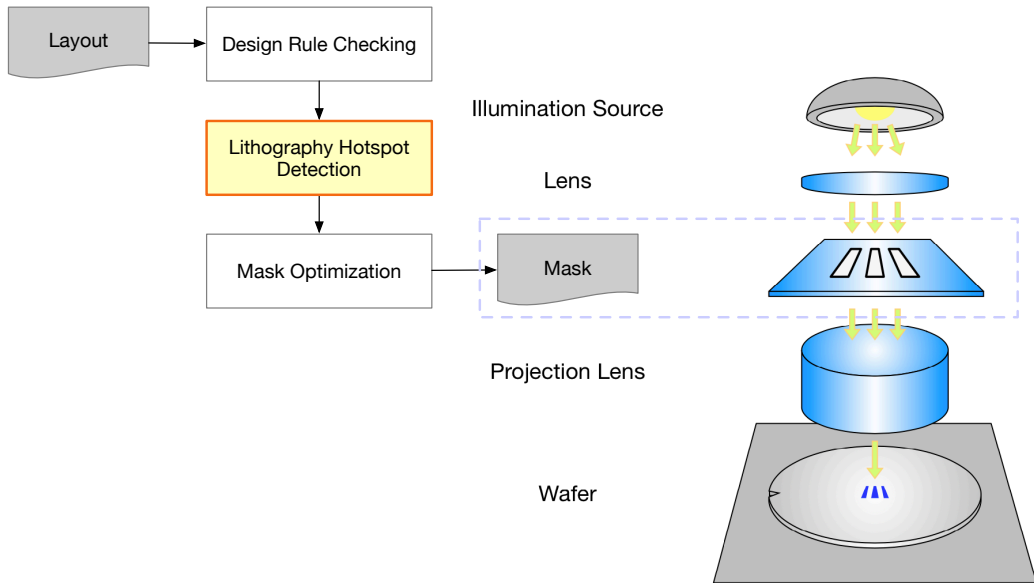 Layout
Design Rule Checking
Illumination Source
Lithography Hotspot
Detection
Lens
Mask Optimization
Mask
Projection Lens
Wafer